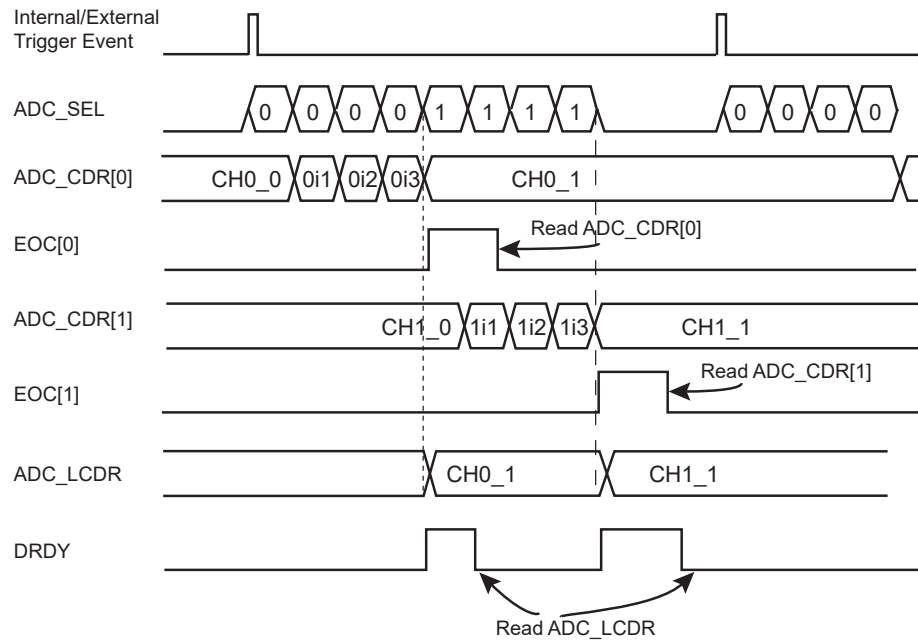 Internal/External
Trigger Event
ADC_SEL
0 0 0 0 1 1 1 1 0 0 0 0
ADC_CDR[0]
CH0_0 0i1 0i2 0i3 CH0_1
EOC[0]
Read ADC_CDR[0]
ADC_CDR[1]
CH1_0 1i1 1i2 1i3 CH1_1
EOC[1]
Read ADC_CDR[1]
ADC_LCDR
CH0_1 CH1_1
DRDY
Read ADC_LCDR